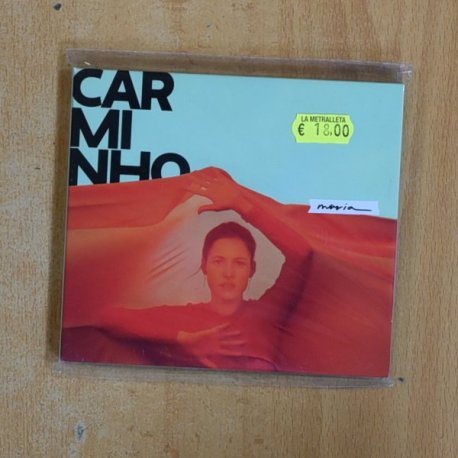 CAR
MI
NHO
LA METRALLETA
€ 18.00
maria